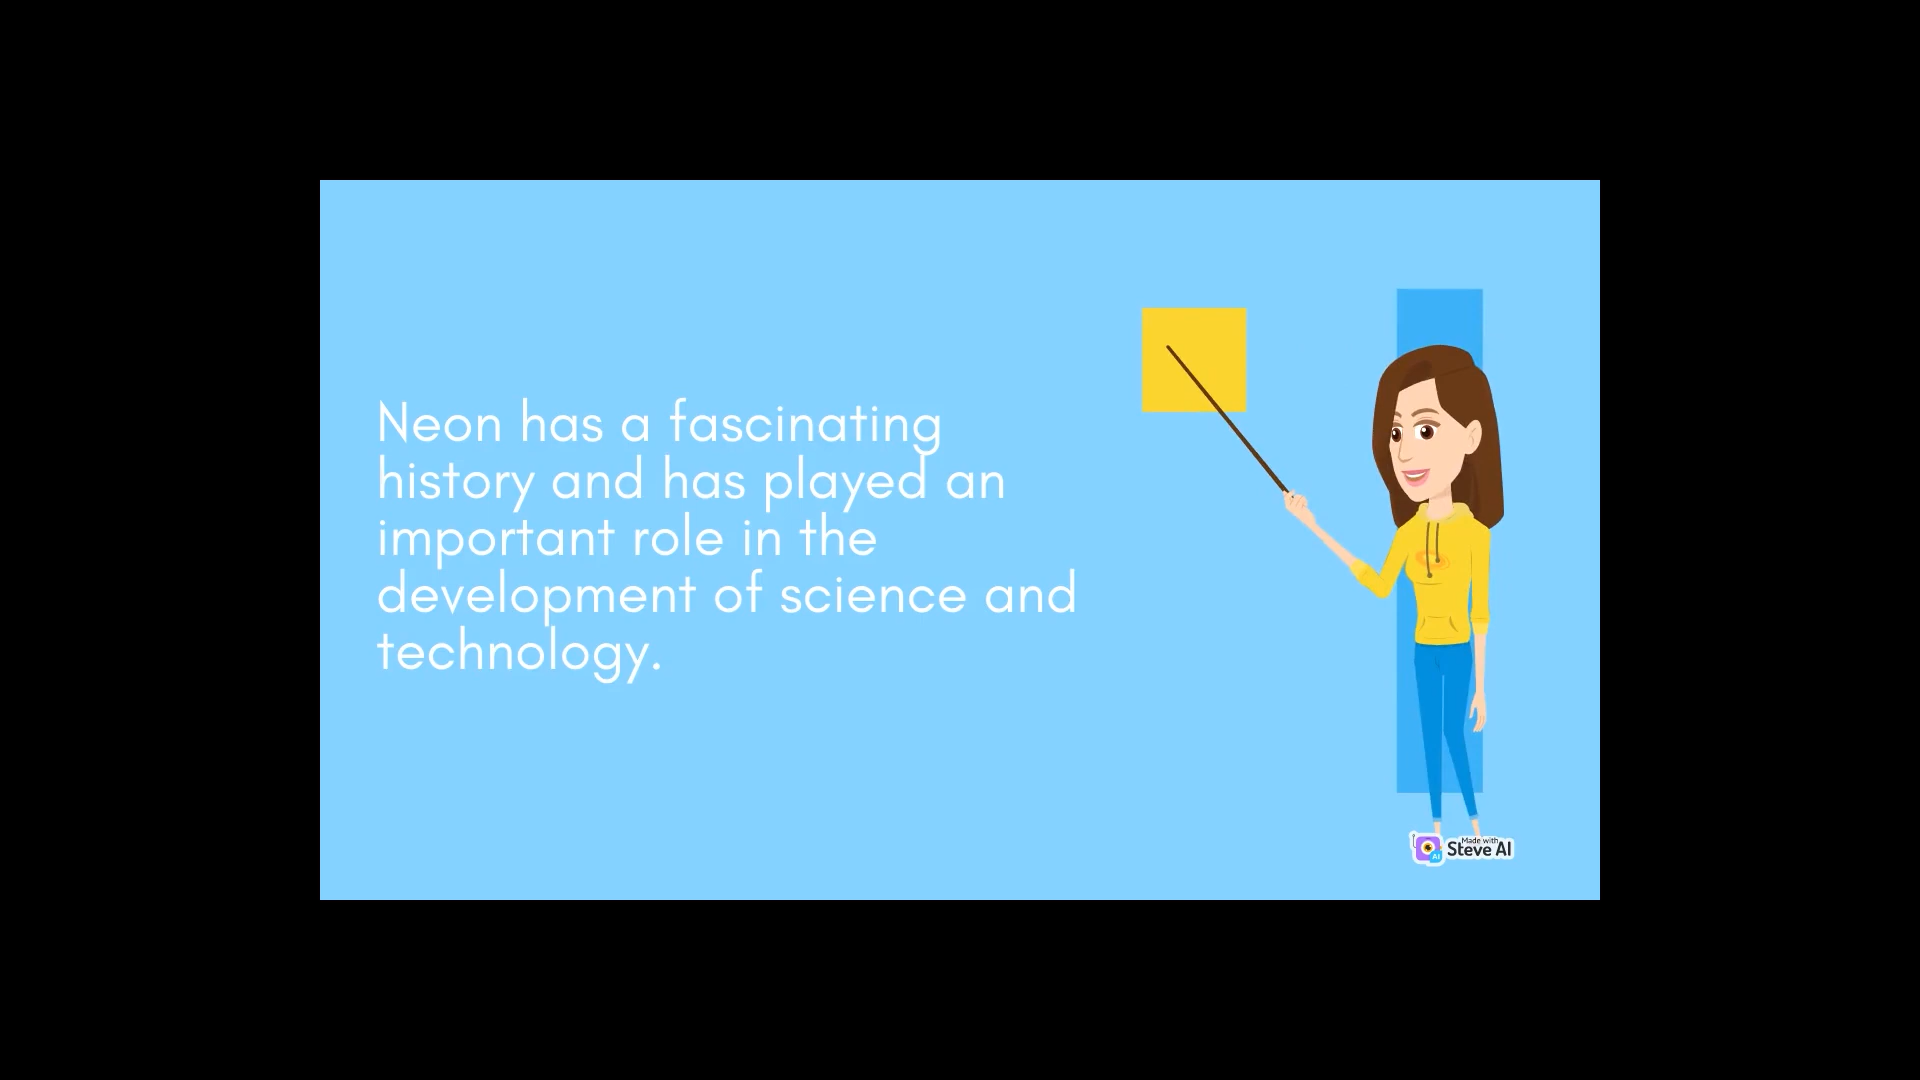 Neon has a fascinating
history and has played an
important role in the
development of science and
technology.
Made with
Steve AI
AI